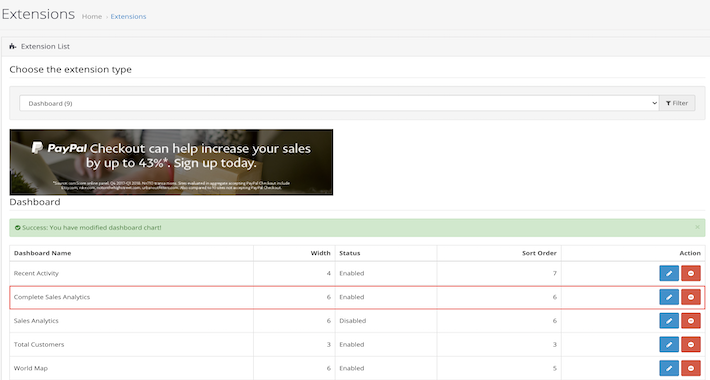 Extensions Home › Extensions
Extension List
Choose the extension type
Dashboard (9) Filter
PayPal Checkout can help increase your sales
by up to 43%*. Sign up today.
Dashboard
Success: You have modified dashboard chart! ×
Dashboard Name Width Status Sort Order Action
Recent Activity 4 Enabled 7
Complete Sales Analytics 6 Enabled 6
Sales Analytics 6 Disabled 6
Total Customers 3 Enabled 3
World Map 6 Enabled 5